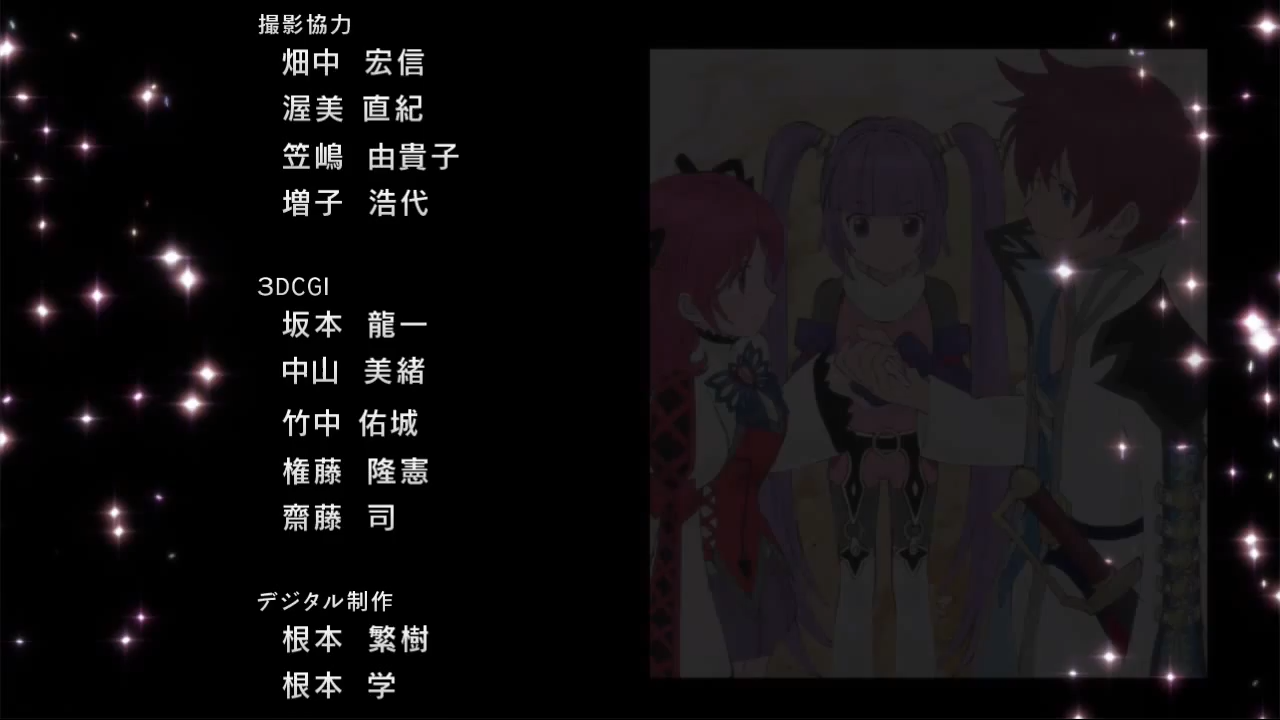 撮影協力
畑中 宏信
渥美 直紀
笠嶋 由貴子
増子 浩代
3DCGI
坂本 龍一
中山 美緒
竹中 佑城
権藤 隆憲
齋藤 司
デジタル制作
根本 繁樹
根本 学